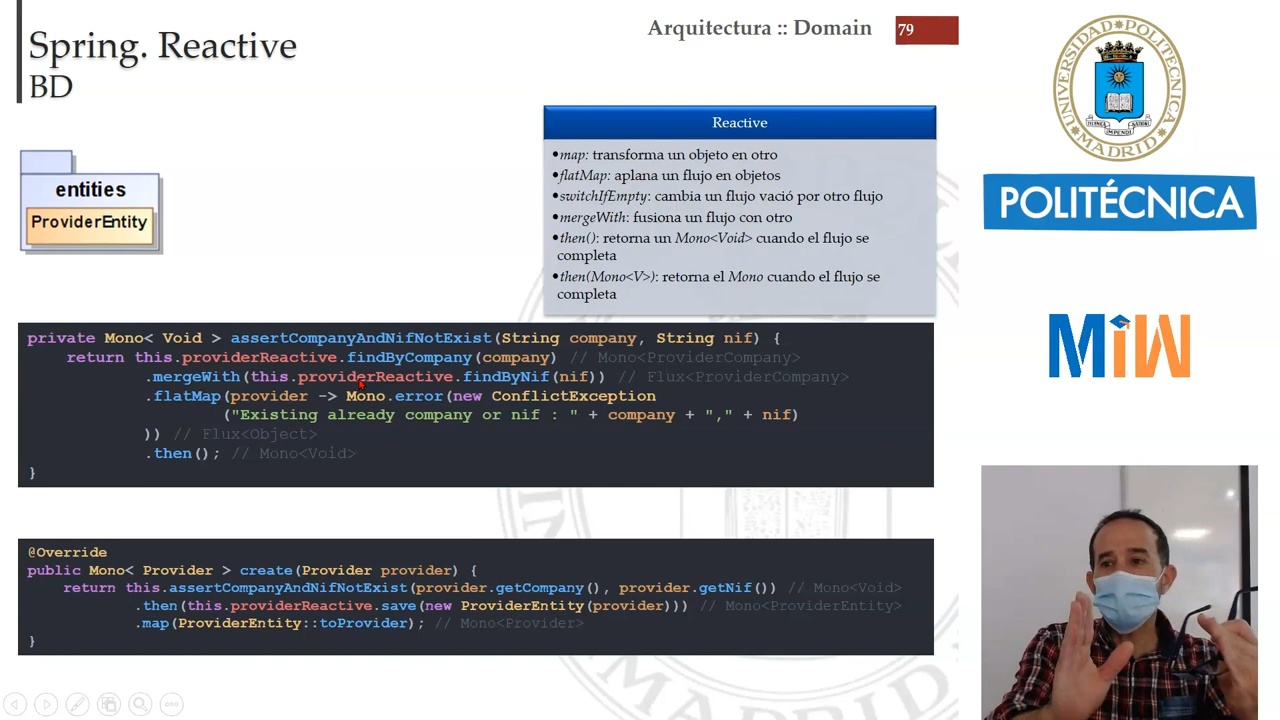 Spring. Reactive
BD
Arquitectura :: Domain
79
entities
ProviderEntity
Reactive
•map: transforma un objeto en otro
•flatMap: aplana un flujo en objetos
•switchIfEmpty: cambia un flujo vació por otro flujo
•mergeWith: fusiona un flujo con otro
•then(): retorna un Mono<Void> cuando el flujo se
completa
•then(Mono<V>): retorna el Mono cuando el flujo se
completa
private Mono< Void > assertCompanyAndNifNotExist(String company, String nif) {
return this.providerReactive.findByCompany(company) // Mono<ProviderCompany>
.mergeWith(this.providerReactive.findByNif(nif)) // Flux<ProviderCompany>
.flatMap(provider -> Mono.error(new ConflictException
("Existing already company or nif : " + company + "," + nif)
)) // Flux<Object>
.then(); // Mono<Void>
}
@Override
public Mono< Provider > create(Provider provider) {
return this.assertCompanyAndNifNotExist(provider.getCompany(), provider.getNif()) // Mono<Void>
.then(this.providerReactive.save(new ProviderEntity(provider))) // Mono<ProviderEntity>
.map(ProviderEntity::toProvider); // Mono<Provider>
}
UNIVERSIDAD POLITÉCNICA
MADRID
POLITÉCNICA
MiW